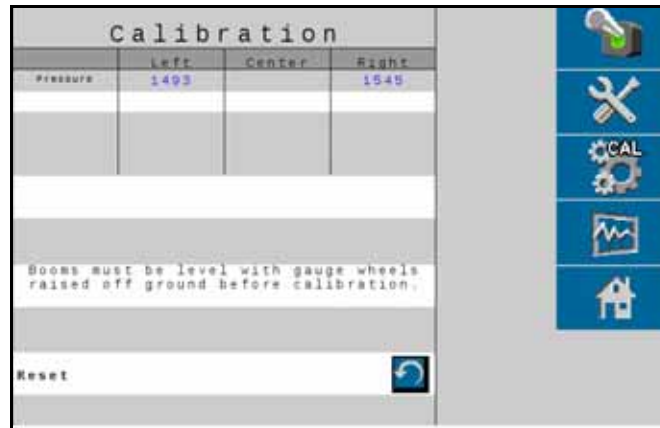 Calibration
Left Center Right
Pressure 1493 1545
Booms must be level with gauge wheels
raised off ground before calibration.
Reset
CAL